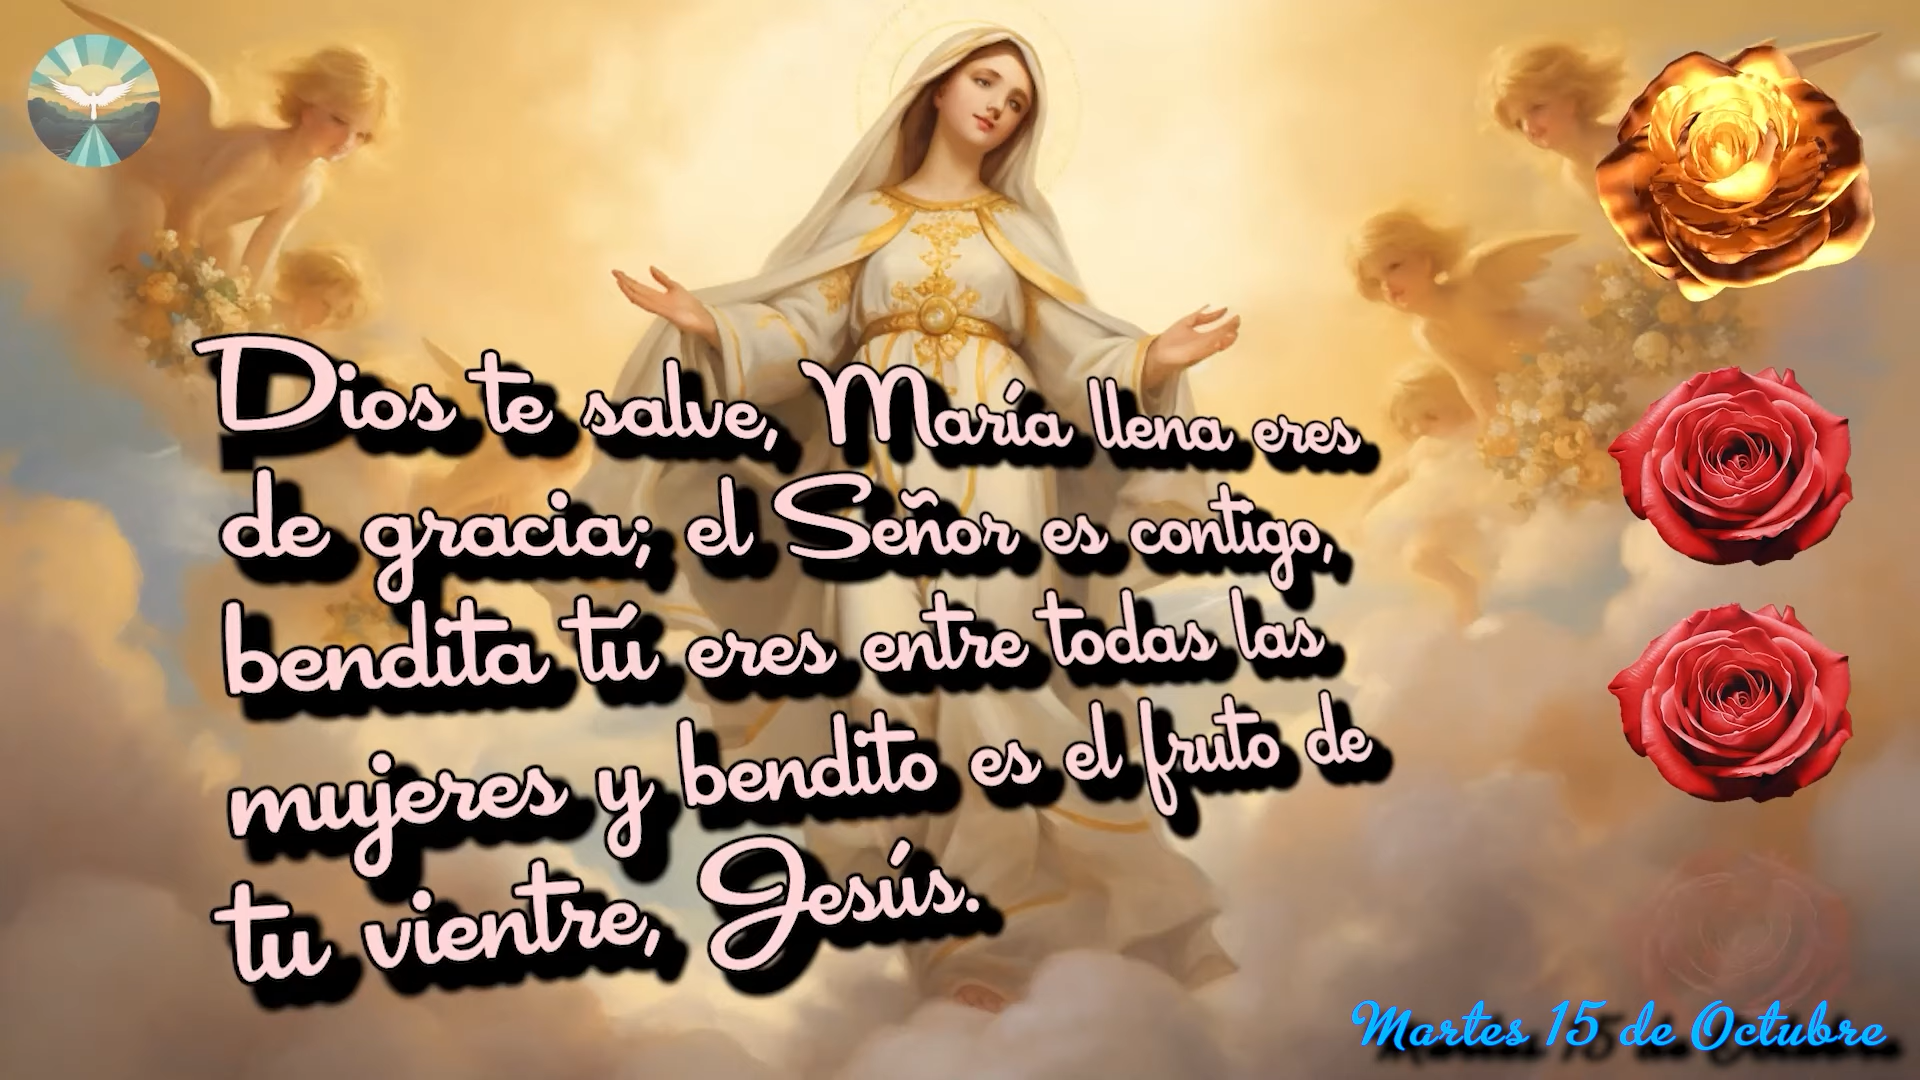 Dios te salve, María llena eres
de gracia; el Señor es contigo,
bendita tú eres entre todas las
mujeres y bendito es el fruto de
tu vientre, Jesús.
Martes 15 de Octubre